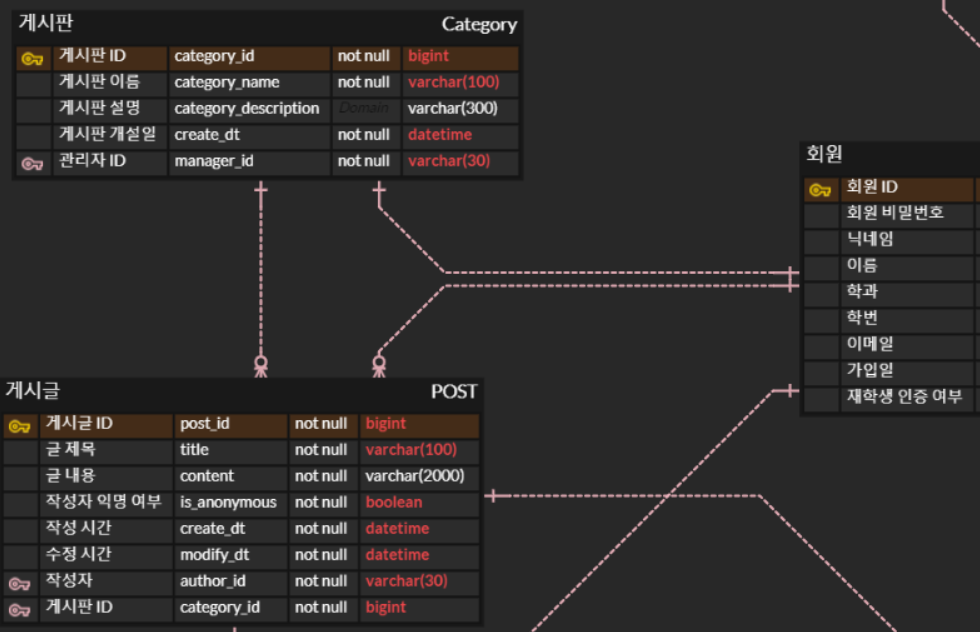 게시판 Category
게시판 ID category_id not null bigint
게시판 이름 category_name not null varchar(100)
게시판 설명 category_description Domain varchar(300)
게시판 개설일 create_dt not null datetime
관리자 ID manager_id not null varchar(30)
회원
회원 ID
회원 비밀번호
닉네임
이름
학과
학번
이메일
가입일
재학생 인증 여부
게시글 POST
게시글 ID post_id not null bigint
글 제목 title not null varchar(100)
글 내용 content not null varchar(2000)
작성자 익명 여부 is_anonymous not null boolean
작성 시간 create_dt not null datetime
수정 시간 modify_dt not null datetime
작성자 author_id not null varchar(30)
게시판 ID category_id not null bigint